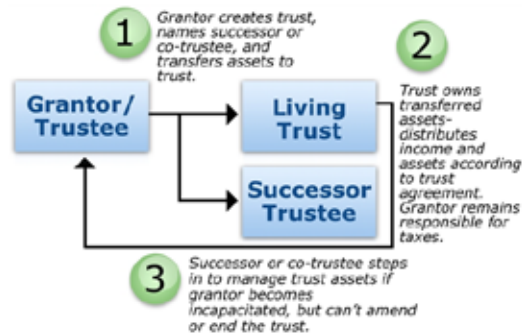 1
Grantor creates trust,
names successor or
co-trustee, and
transfers assets to
trust.
2
Grantor/
Trustee
Living
Trust
Successor
Trustee
Trust owns
transferred
assets-
distributes
income and
assets according
to trust
agreement.
Grantor remains
responsible for
taxes.
3
Successor or co-trustee steps
in to manage trust assets if
grantor becomes
incapacitated, but can't amend
or end the trust.